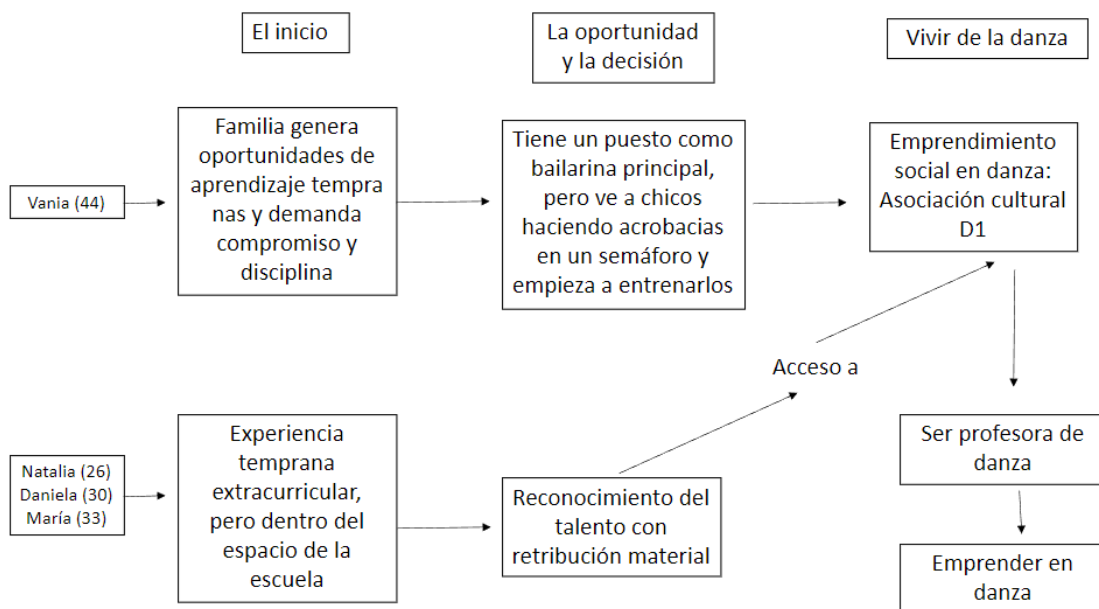 El inicio
La oportunidad
y la decisión
Vivir de la danza
Vania (44)
Familia genera
oportunidades de
aprendizaje tempra
nas y demanda
compromiso y
disciplina
Tiene un puesto como
bailarina principal,
pero ve a chicos
haciendo acrobacias
en un semáforo y
empieza a entrenarlos
Emprendimiento
social en danza:
Asociación cultural
D1
Acceso a
Natalia (26)
Daniela (30)
María (33)
Experiencia
temprana
extracurricular,
pero dentro del
espacio de la
escuela
Reconocimiento del
talento con
retribución material
Ser profesora de
danza
Emprender en
danza